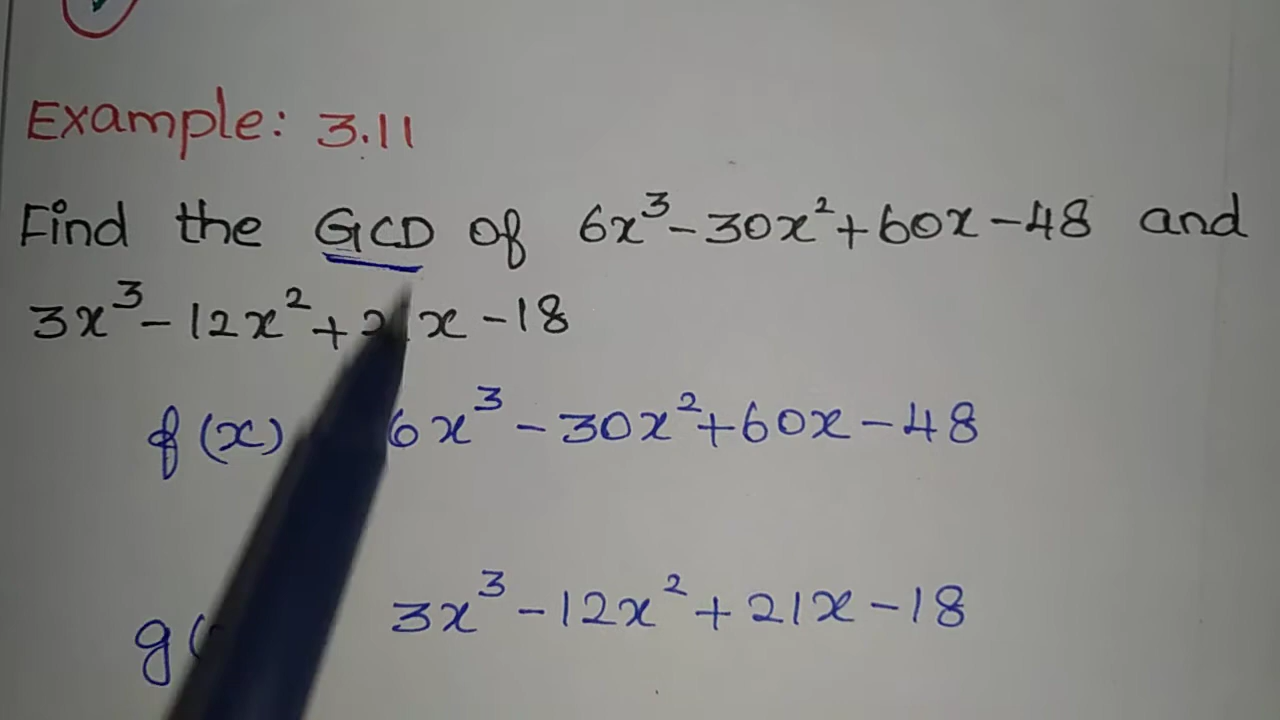 Example: 3.11
Find the GCD of 6x³-30x²+60x-48 and
3x³-12x²+21x-18
f(x) 6x³-30x²+60x-48
g( 3x³-12x²+21x-18